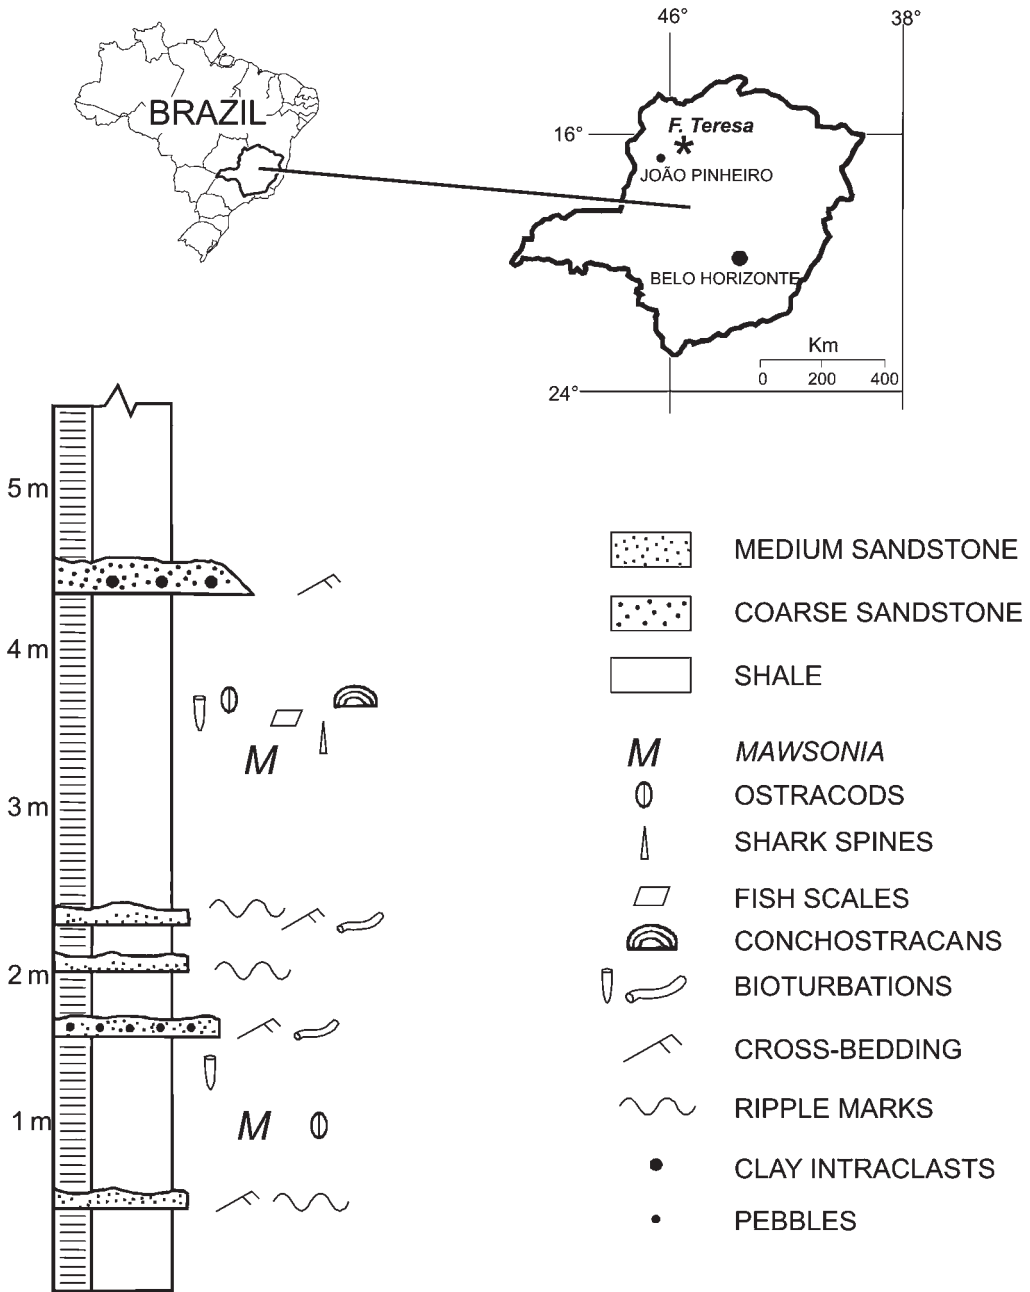 46° 38°
BRAZIL
16°
F. Teresa
*
JOÃO PINHEIRO
BELO HORIZONTE
Km
0 200 400
24°
5 m
4 m
3 m
2 m
1 m
M
M
MEDIUM SANDSTONE
COARSE SANDSTONE
SHALE
M MAWSONIA
OSTRACODS
SHARK SPINES
FISH SCALES
CONCHOSTRACANS
BIOTURBATIONS
CROSS-BEDDING
RIPPLE MARKS
CLAY INTRACLASTS
PEBBLES